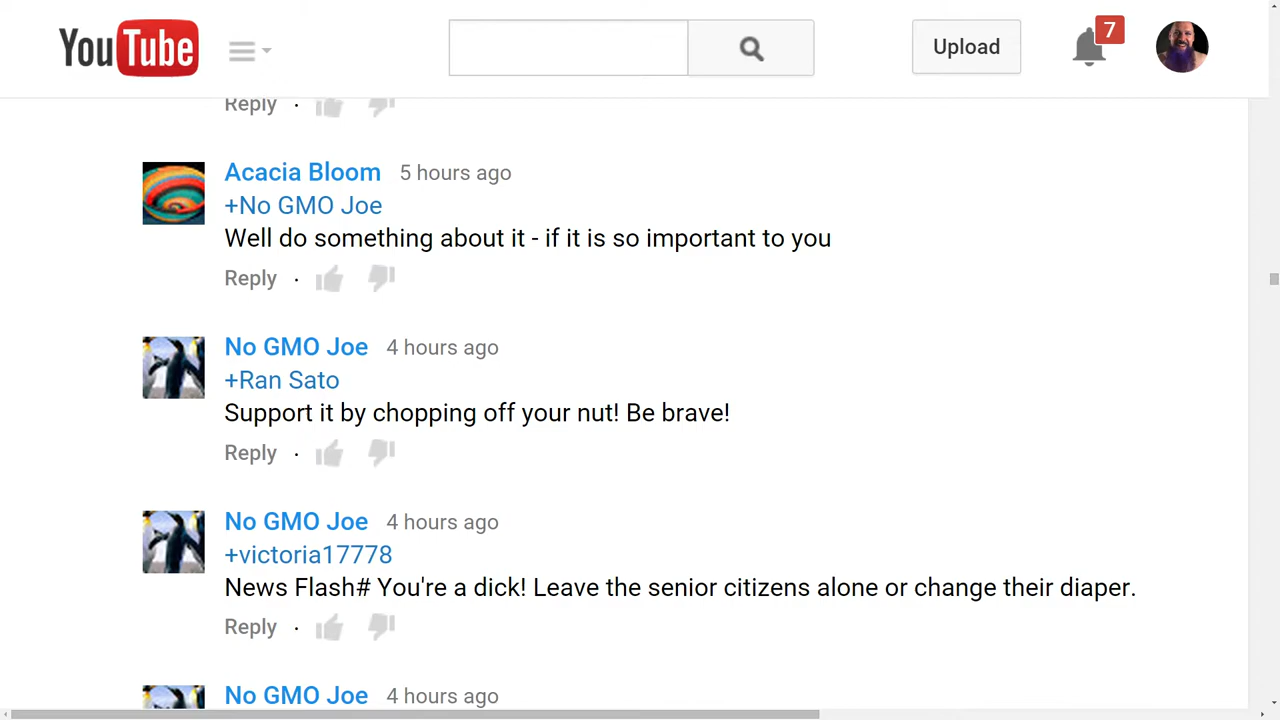 YouTube
Upload
7
Reply ·
Acacia Bloom 5 hours ago
+No GMO Joe
Well do something about it - if it is so important to you
Reply ·
No GMO Joe 4 hours ago
+Ran Sato
Support it by chopping off your nut! Be brave!
Reply ·
No GMO Joe 4 hours ago
+victoria17778
News Flash# You're a dick! Leave the senior citizens alone or change their diaper.
Reply ·
No GMO Joe 4 hours ago